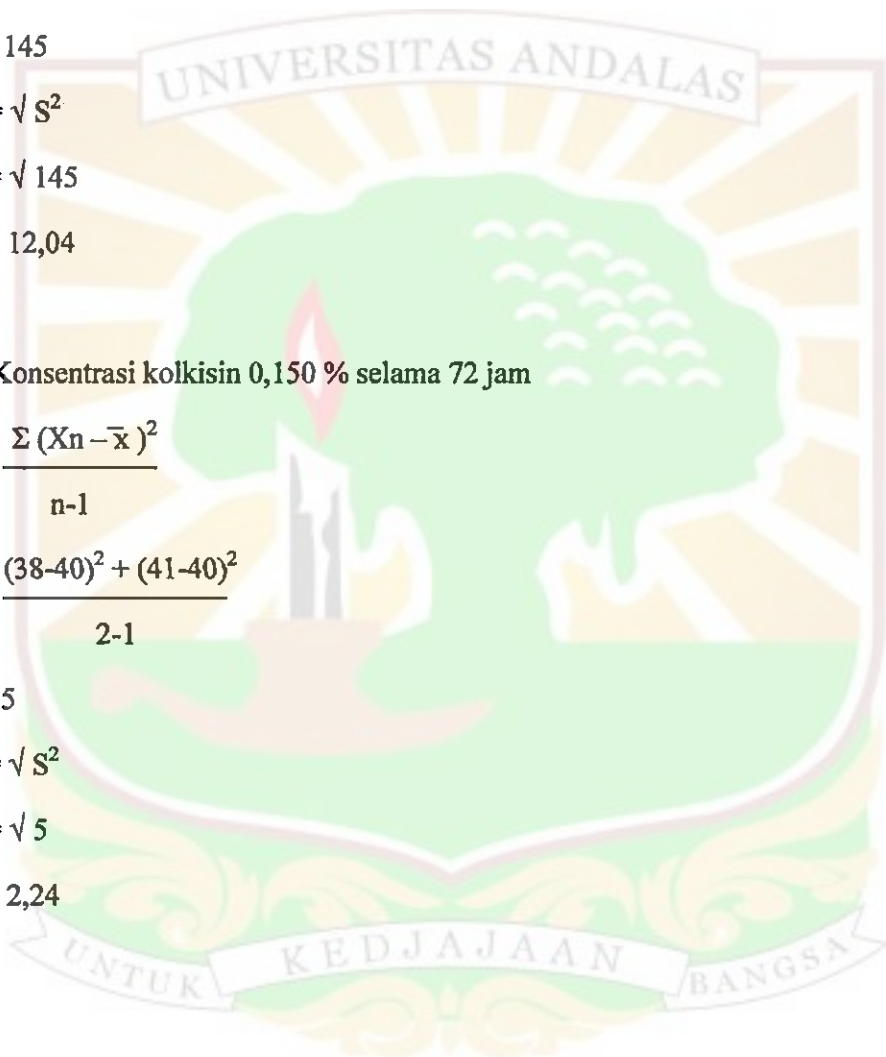 145
UNIVERSITAS ANDALAS
= √ S²
= √ 145
12,04
Konsentrasi kolkisin 0,150 % selama 72 jam
Σ (Xn – x̄ )²
n-1
(38-40)² + (41-40)²
2-1
5
= √ S²
= √ 5
2,24
UNTUK KEDJAJAAN BANGSA